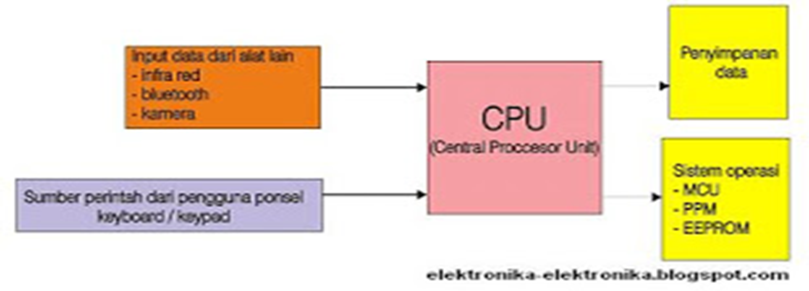 Input data dari alat lain
- infra red
- bluetooth
- kamera
Sumber perintah dari pengguna ponsel
keyboard / keypad
CPU
(Central Proccesor Unit)
Penyimpanan
data
Sistem operasi
- MCU
- PPM
- EEPROM
elektronika-elektronika.blogspot.com